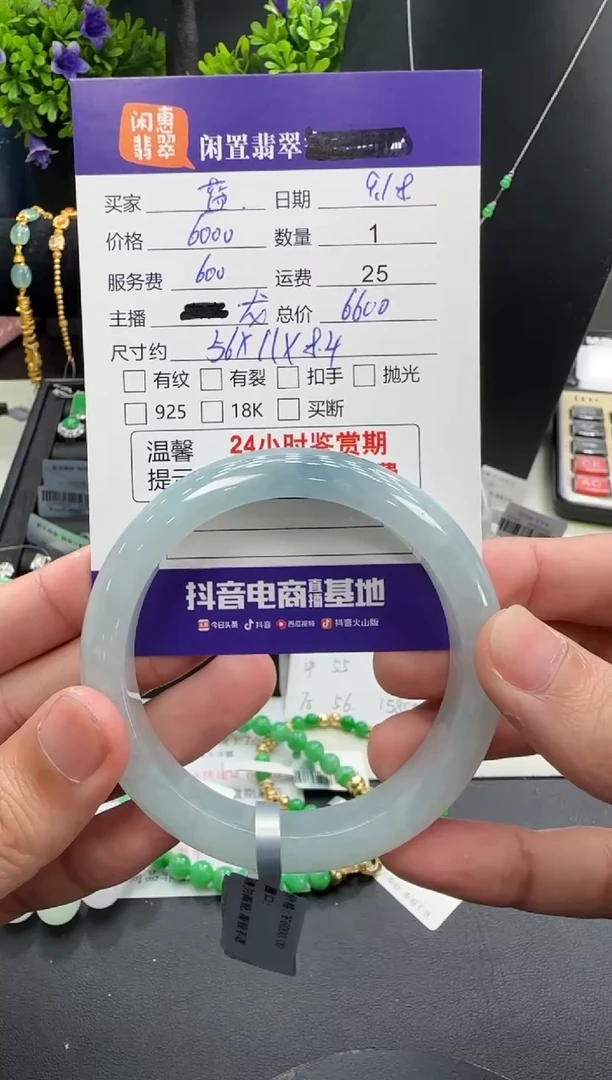 闲惠
翡翠
闲置翡翠
买家 蓝. 日期 9.18
价格 6000 数量 1
服务费 600 运费 25
主播 龙 总价 6600
尺寸约 56X11X8.4
有纹 有裂 扣手 抛光
925 18K 买断
温馨 24小时鉴赏期
提示
抖音电商直播基地
今日头条 抖音 西瓜视频 抖音火山版
中 55
56
CE
AC